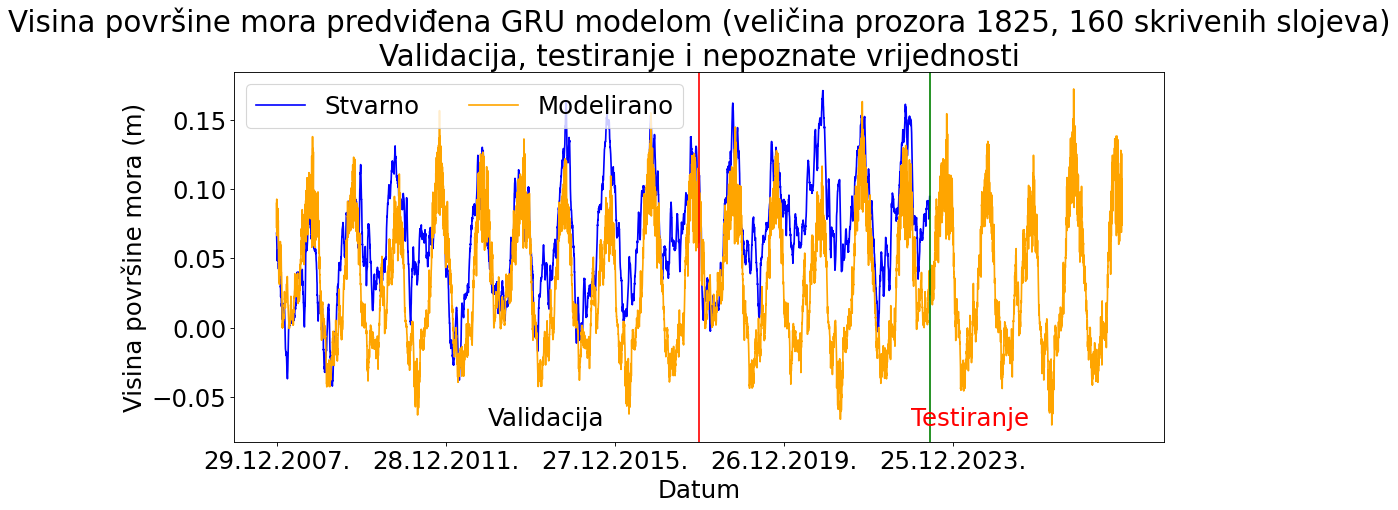 Visina površine mora predviđena GRU modelom (veličina prozora 1825, 160 skrivenih slojeva)
Validacija, testiranje i nepoznate vrijednosti
Stvarno Modelirano
Visina površine mora (m)
0.15
0.10
0.05
0.00
−0.05
Validacija Testiranje
29.12.2007. 28.12.2011. 27.12.2015. 26.12.2019. 25.12.2023.
Datum